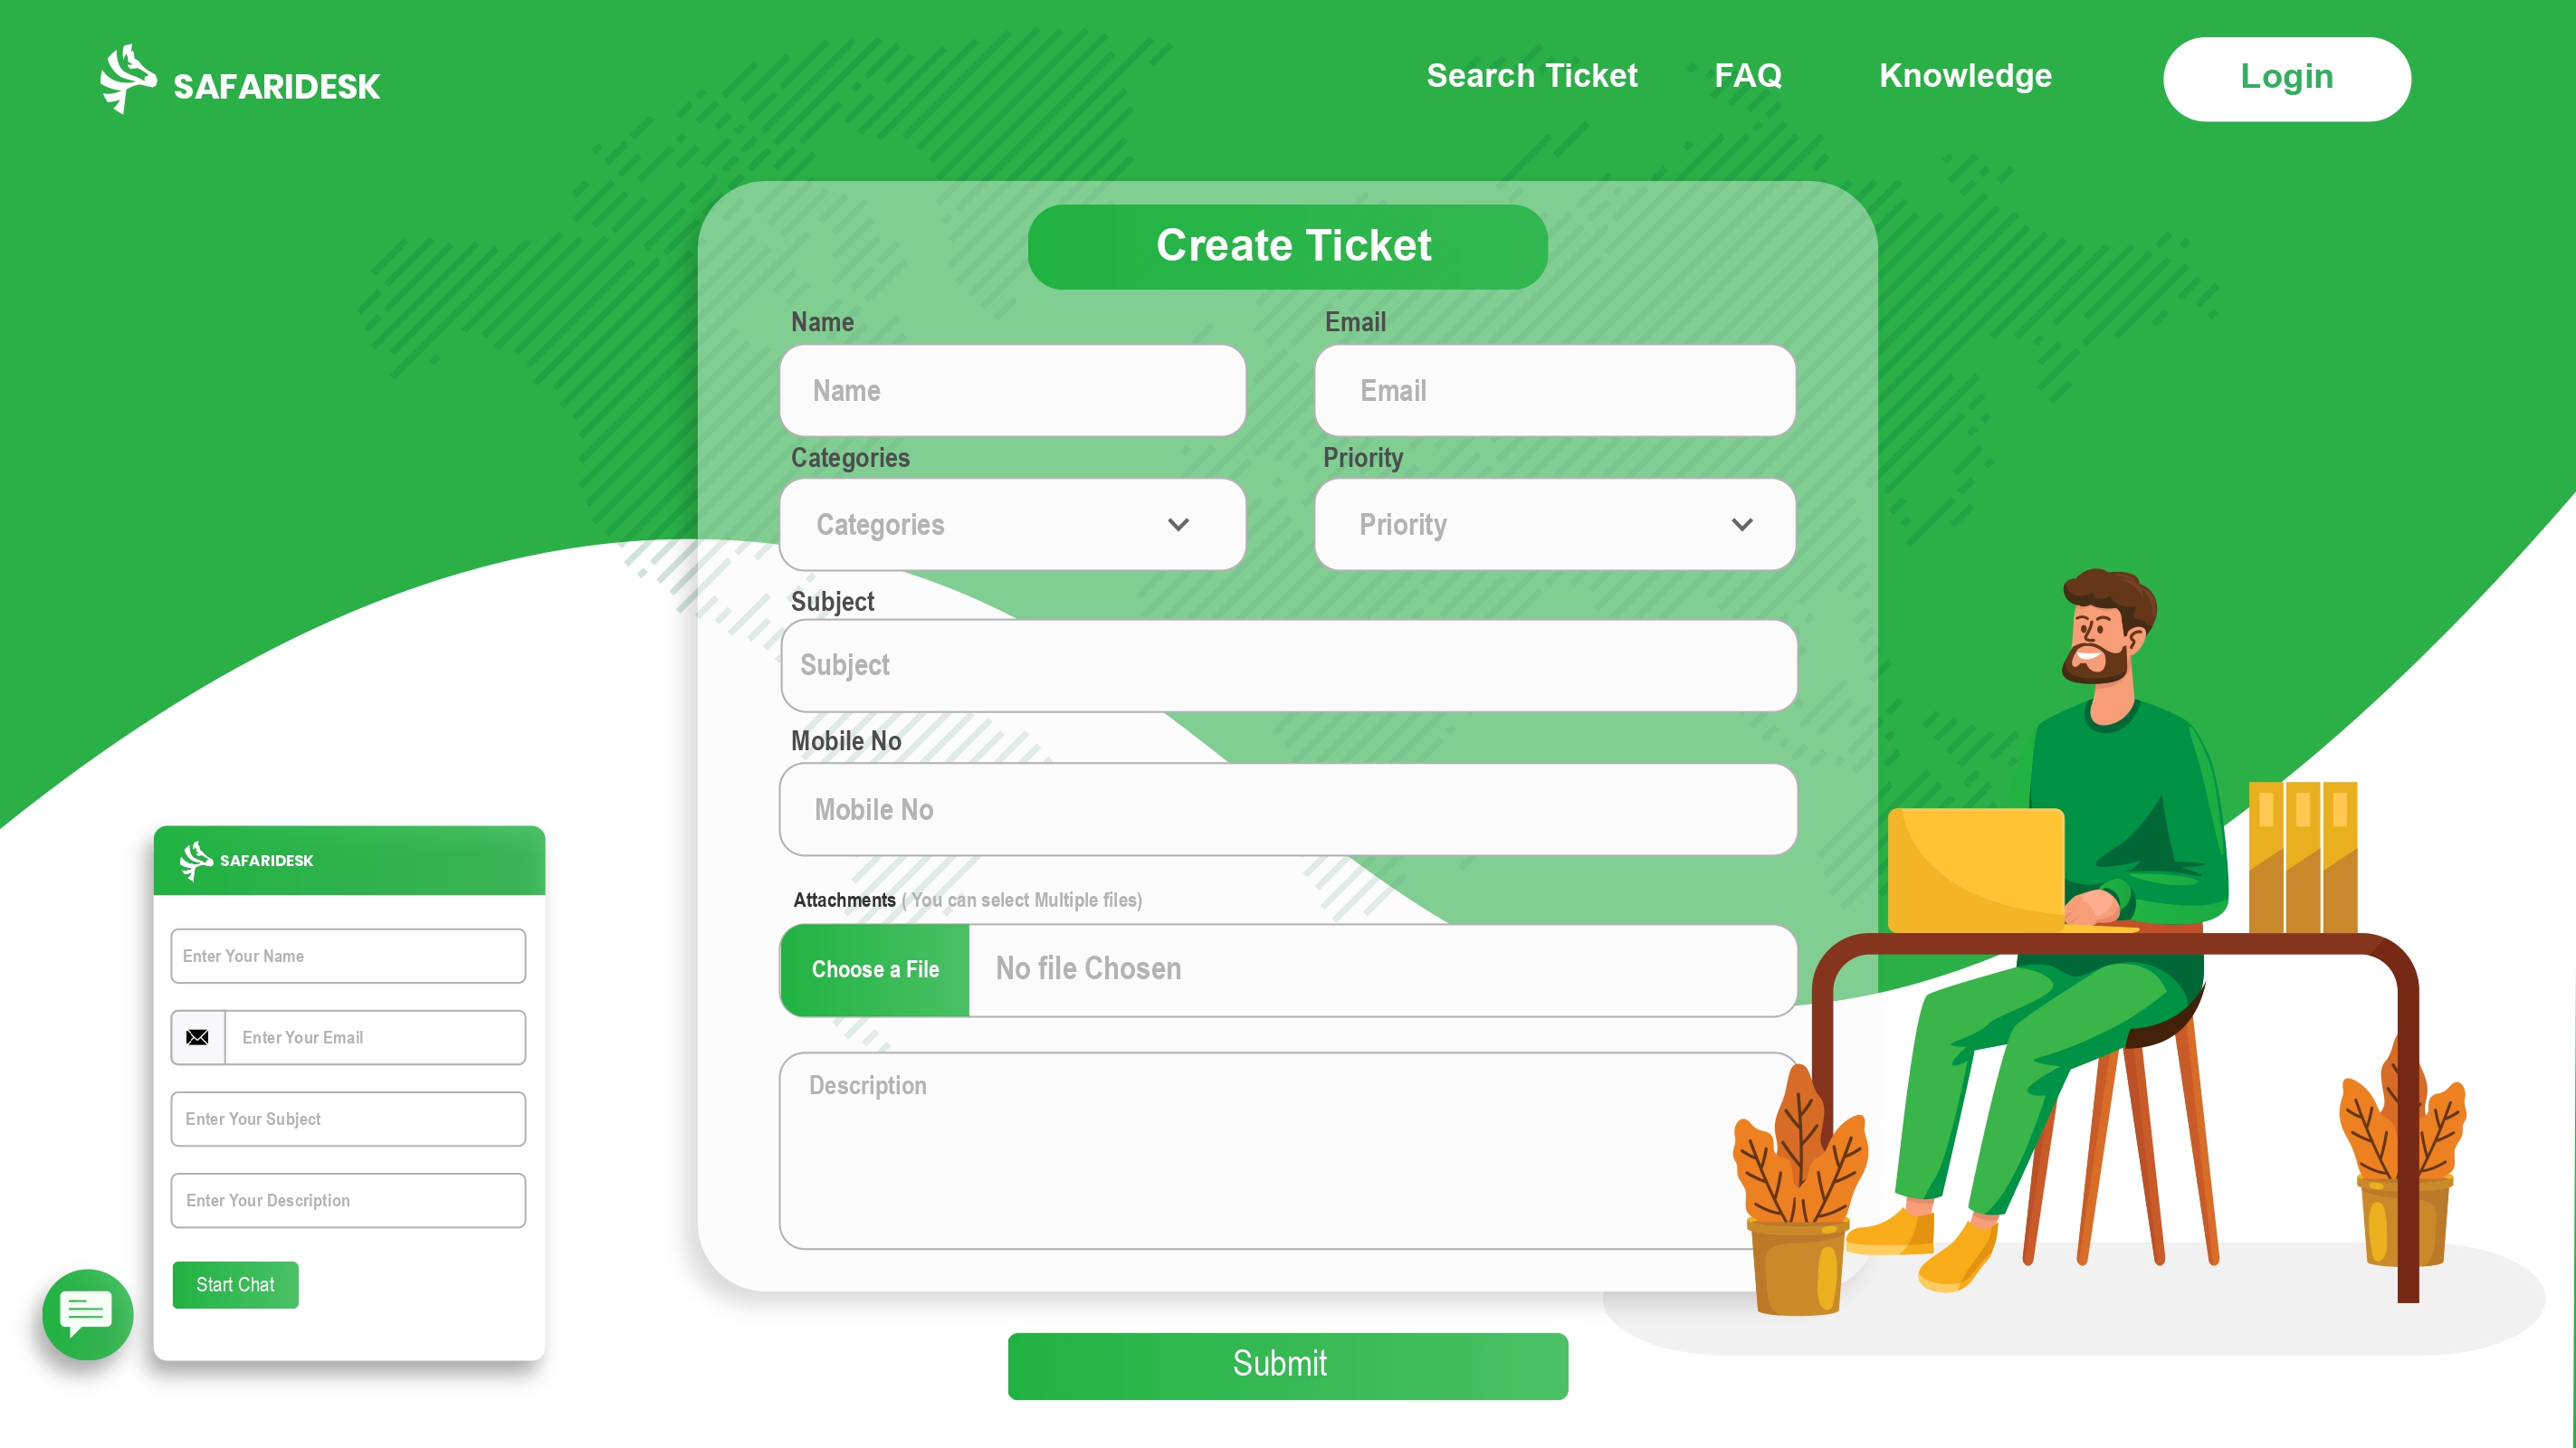 SAFARIDESK
Search Ticket
FAQ
Knowledge
Login
Create Ticket
Name
Email
Name
Email
Categories
Priority
Categories
Priority
Subject
Subject
Mobile No
Mobile No
Attachments ( You can select Multiple files)
Choose a File
No file Chosen
Description
Submit
SAFARIDESK
Enter Your Name
Enter Your Email
Enter Your Subject
Enter Your Description
Start Chat